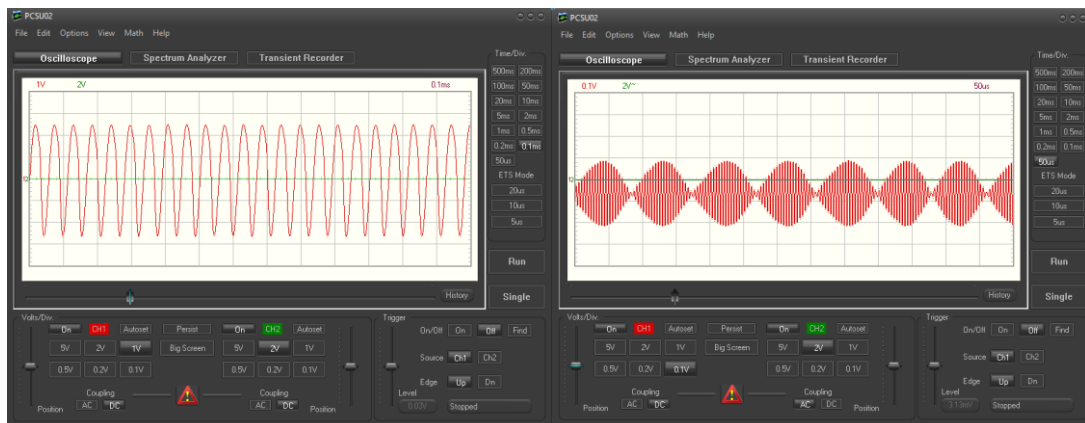 PCSU02
File Edit Options View Math Help
Oscilloscope Spectrum Analyzer Transient Recorder
1V 2V 0.1ms
12
History
Time/Div.
500ms 200ms
100ms 50ms
20ms 10ms
5ms 2ms
1ms 0.5ms
0.2ms 0.1ms
50us
ETS Mode
20us
10us
5us
Run
Single
Volts/Div.
On CH1 Autoset Persist On CH2 Autoset
5V 2V 1V Big Screen 5V 2V 1V
0.5V 0.2V 0.1V 0.5V 0.2V 0.1V
Coupling Coupling
Position AC DC AC DC Position
Trigger
On/Off On Off Find
Source Ch1 Ch2
Edge Up Dn
Level
0.03V Stopped
PCSU02
File Edit Options View Math Help
Oscilloscope Spectrum Analyzer Transient Recorder
0.1V 2V~ 50us
12
History
Time/Div.
500ms 200ms
100ms 50ms
20ms 10ms
5ms 2ms
1ms 0.5ms
0.2ms 0.1ms
50us
ETS Mode
20us
10us
5us
Run
Single
Volts/Div.
On CH1 Autoset Persist On CH2 Autoset
5V 2V 1V Big Screen 5V 2V 1V
0.5V 0.2V 0.1V 0.5V 0.2V 0.1V
Coupling Coupling
Position AC DC AC DC Position
Trigger
On/Off On Off Find
Source Ch1 Ch2
Edge Up Dn
Level
3.13mV Stopped